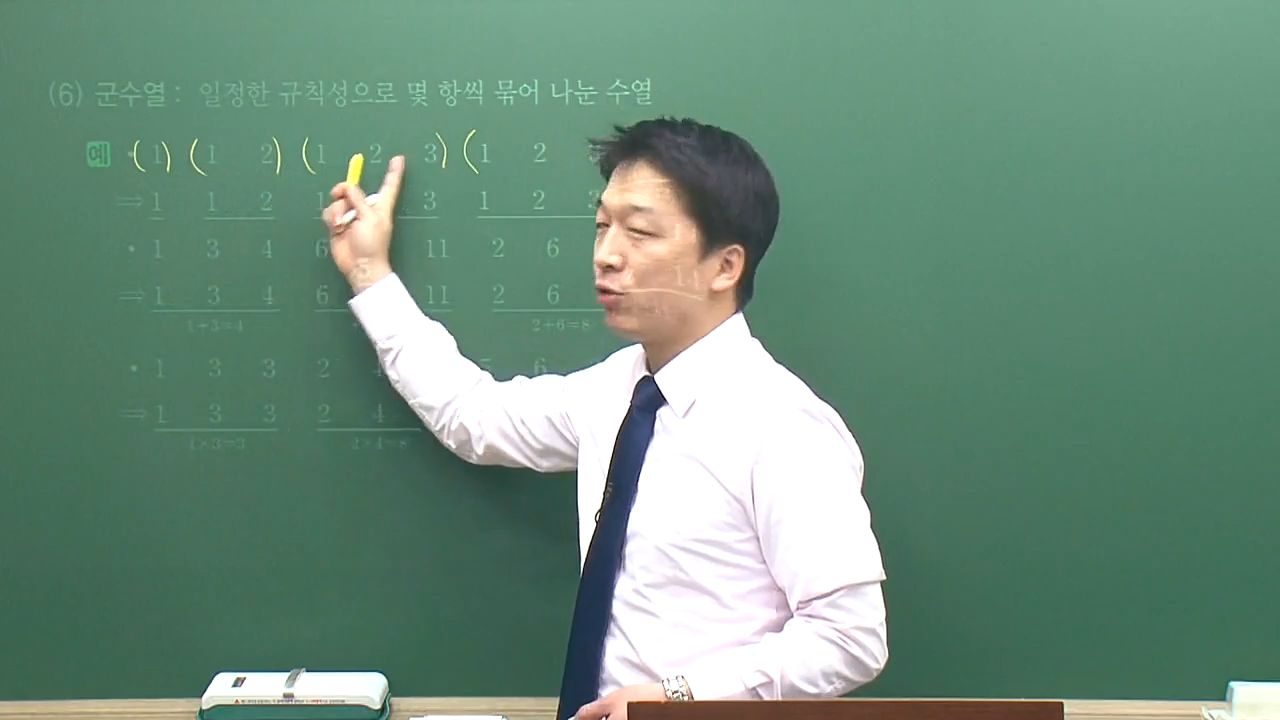 (6) 군수열 : 일정한 규칙성으로 몇 항씩 묶어 나눈 수열
예 · (1) (1 2) (1 2 3) (1 2
⇒ 1 1 2 1 3 1 2 3
· 1 3 4 6 11 2 6
⇒ 1 3 4 6 11 2 6
1+3=4 2+6=8
· 1 3 3 2 4 6
⇒ 1 3 3 2 4
1×3=3 2×4=8